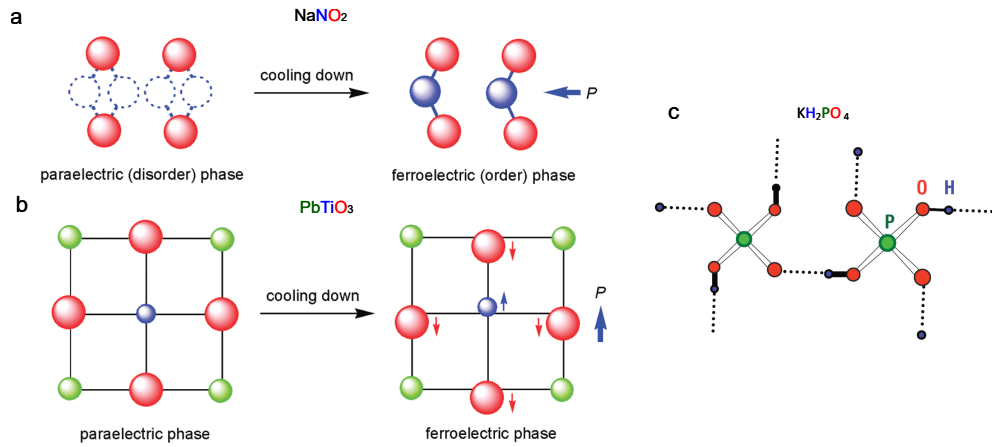 a
NaNO₂
cooling down
P
paraelectric (disorder) phase
ferroelectric (order) phase
b
PbTiO₃
cooling down
P
paraelectric phase
ferroelectric phase
c
KH₂PO₄
O
H
P